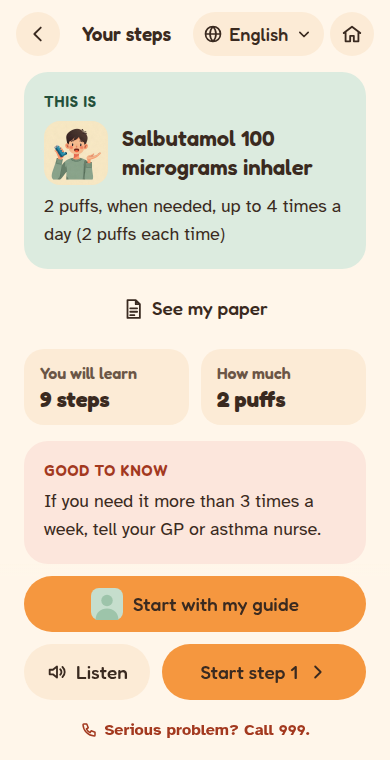 Your steps
English
THIS IS
Salbutamol 100
micrograms inhaler
2 puffs, when needed, up to 4 times a
day (2 puffs each time)
See my paper
You will learn
9 steps
How much
2 puffs
GOOD TO KNOW
If you need it more than 3 times a
week, tell your GP or asthma nurse.
Start with my guide
Listen
Start step 1
Serious problem? Call 999.